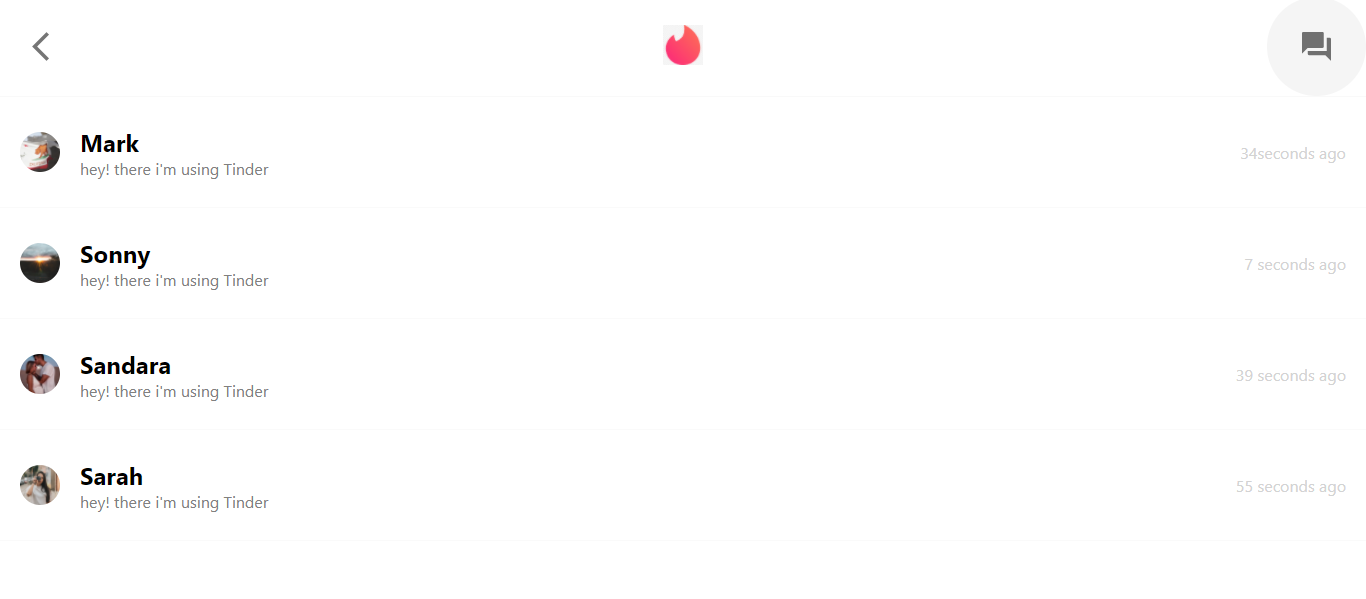 Mark
hey! there i'm using Tinder
34seconds ago
Sonny
hey! there i'm using Tinder
7 seconds ago
Sandara
hey! there i'm using Tinder
39 seconds ago
Sarah
hey! there i'm using Tinder
55 seconds ago